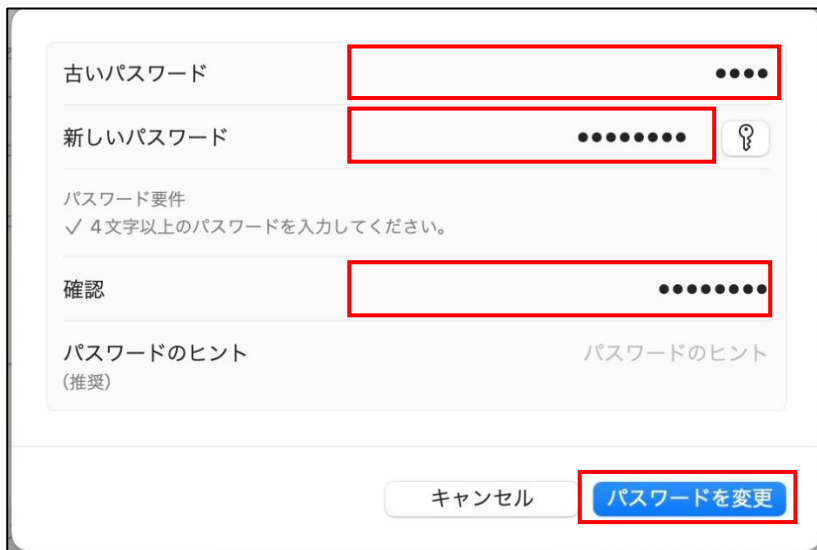 古いパスワード ••••
新しいパスワード ••••••••
パスワード要件
✓ 4文字以上のパスワードを入力してください。
確認 ••••••••
パスワードのヒント パスワードのヒント
(推奨)
キャンセル パスワードを変更